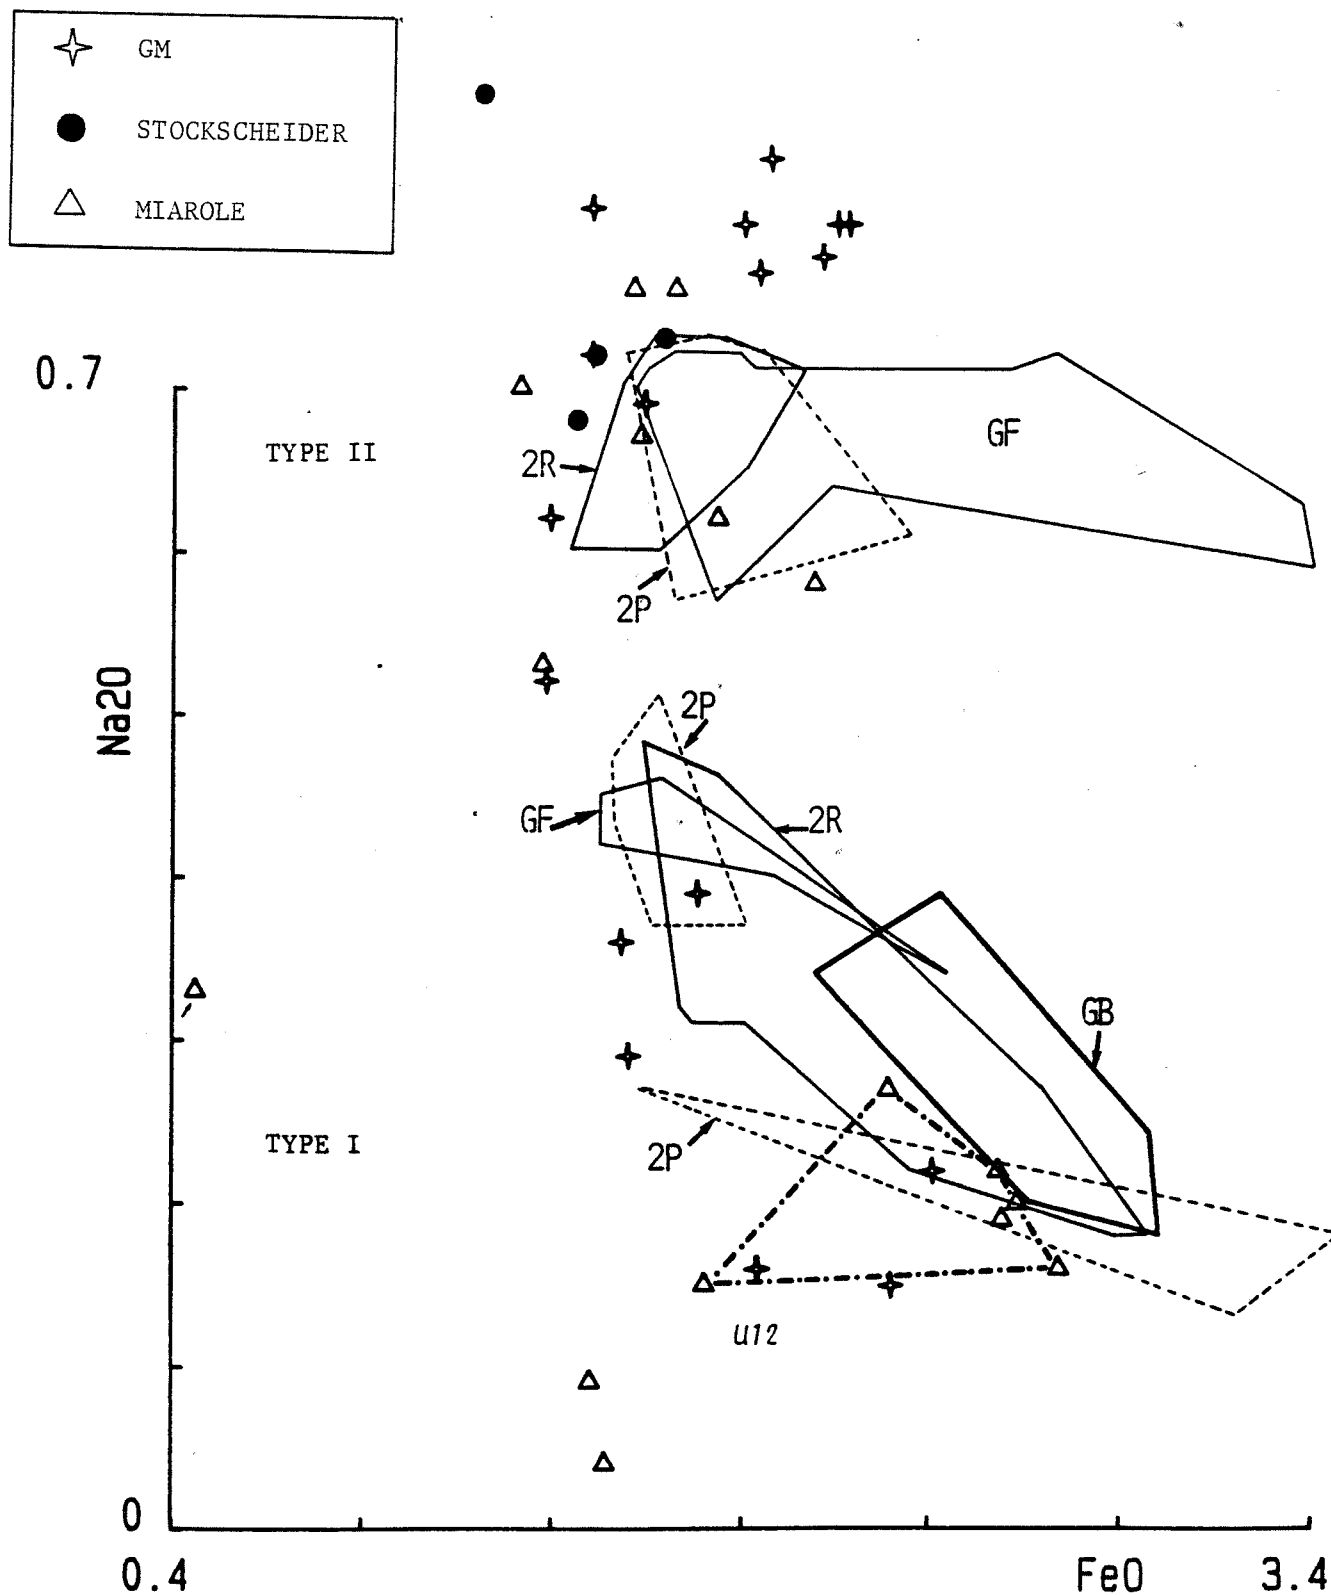 GM
STOCKSCHEIDER
MIAROLE
0.7
TYPE II
GF
2R
2P
Na2O
2P
GF
2R
GB
TYPE I
2P
U12
0
0.4
FeO
3.4